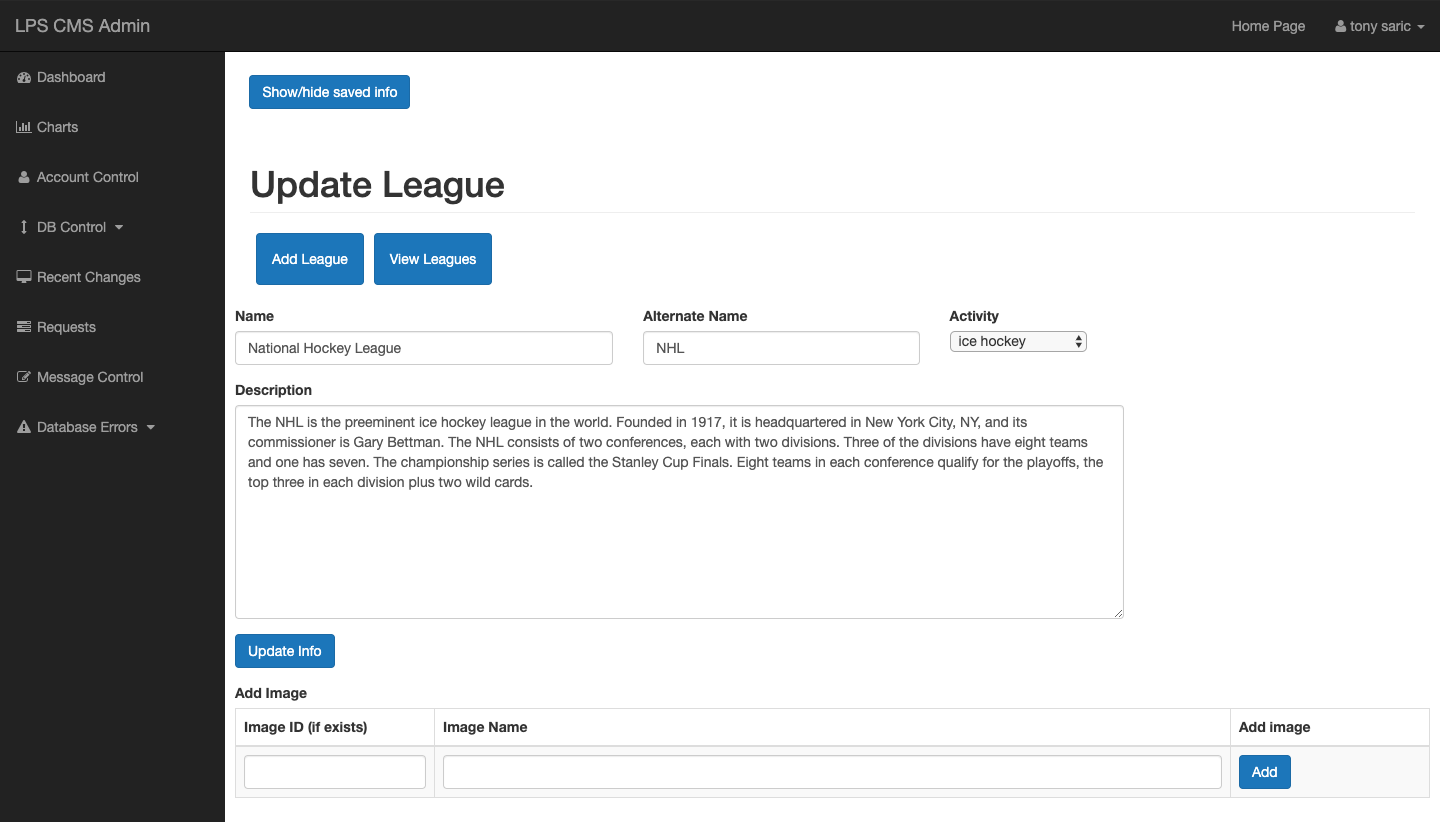 LPS CMS Admin
Home Page
tony saric
Dashboard
Charts
Account Control
DB Control
Recent Changes
Requests
Message Control
Database Errors
Show/hide saved info
Update League
Add League
View Leagues
Name
Alternate Name
Activity
National Hockey League
NHL
ice hockey
Description
The NHL is the preeminent ice hockey league in the world. Founded in 1917, it is headquartered in New York City, NY, and its
commissioner is Gary Bettman. The NHL consists of two conferences, each with two divisions. Three of the divisions have eight teams
and one has seven. The championship series is called the Stanley Cup Finals. Eight teams in each conference qualify for the playoffs, the
top three in each division plus two wild cards.
Update Info
Add Image
Image ID (if exists)
Image Name
Add image
Add